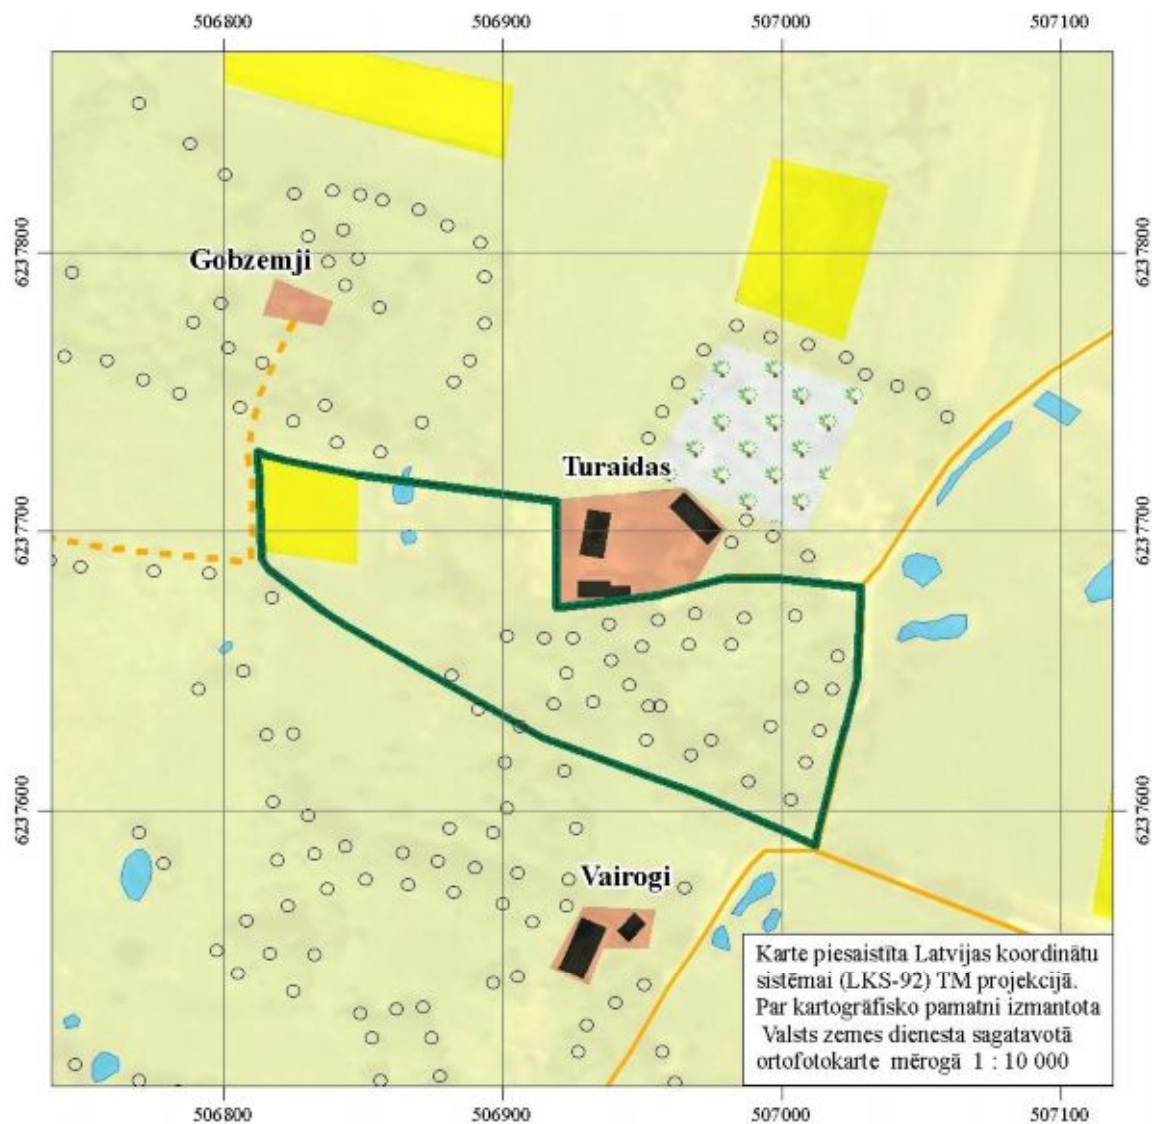 506800 506900 507000 507100
6237800 6237800
Gobzemji
Turaidas
6237700 6237700
6237600 6237600
Vairogi
Karte piesaistīta Latvijas koordinātu
sistēmai (LKS-92) TM projekcijā.
Par kartogrāfisko pamatni izmantota
Valsts zemes dienesta sagatavotā
ortofotokarte mērogā 1 : 10 000
506800 506900 507000 507100